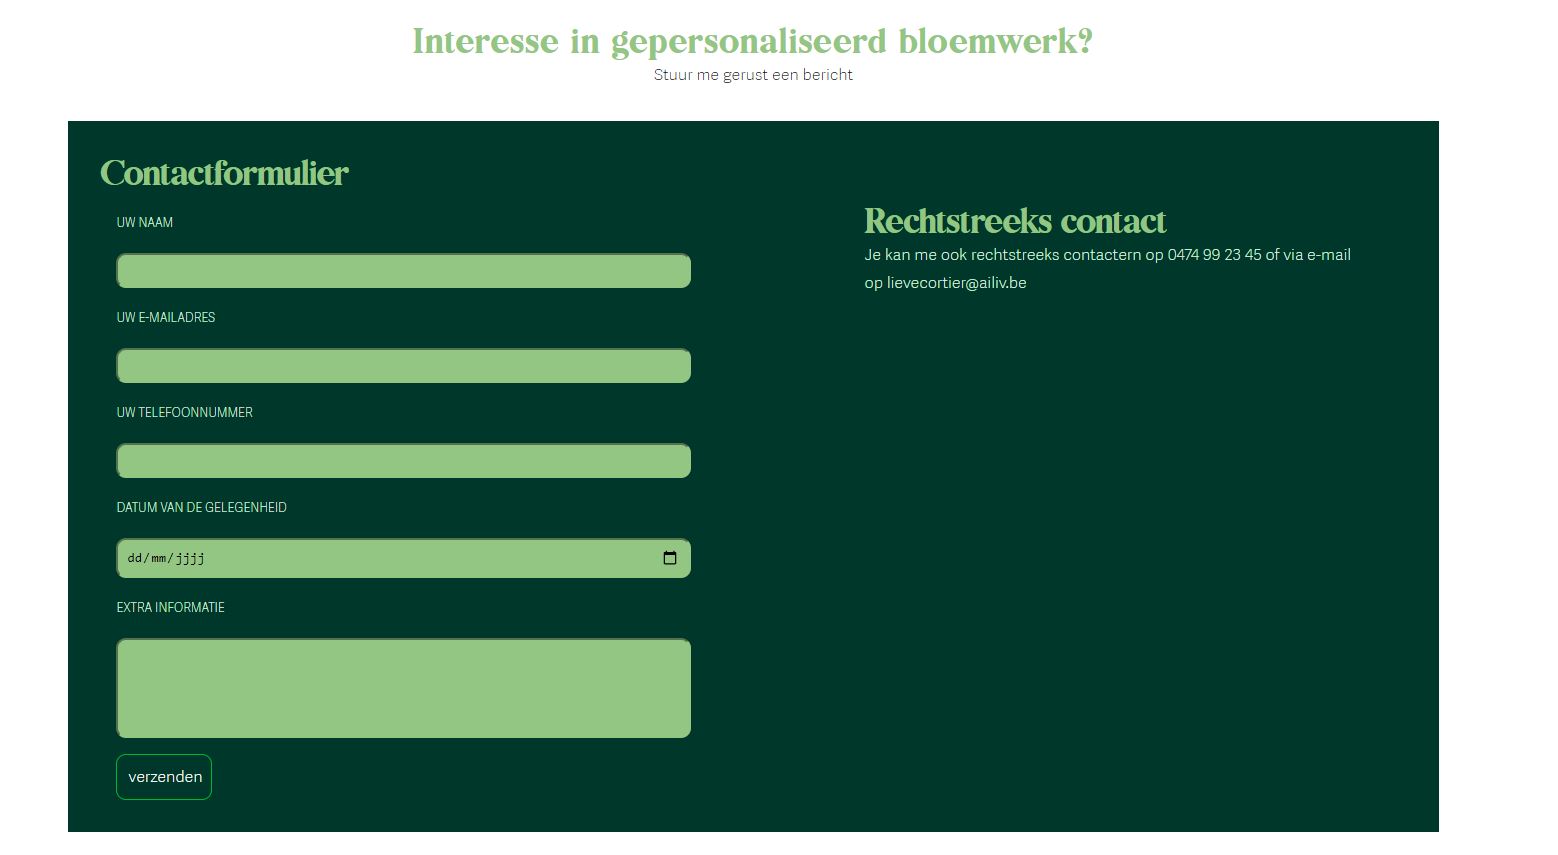 Interesse in gepersonaliseerd bloemwerk?
Stuur me gerust een bericht
Contactformulier
UW NAAM
UW E-MAILADRES
UW TELEFOONNUMMER
DATUM VAN DE GELEGENHEID
dd/mm/jjjj
EXTRA INFORMATIE
verzenden
Rechtstreeks contact
Je kan me ook rechtstreeks contactern op 0474 99 23 45 of via e-mail
op lievecortier@ailiv.be